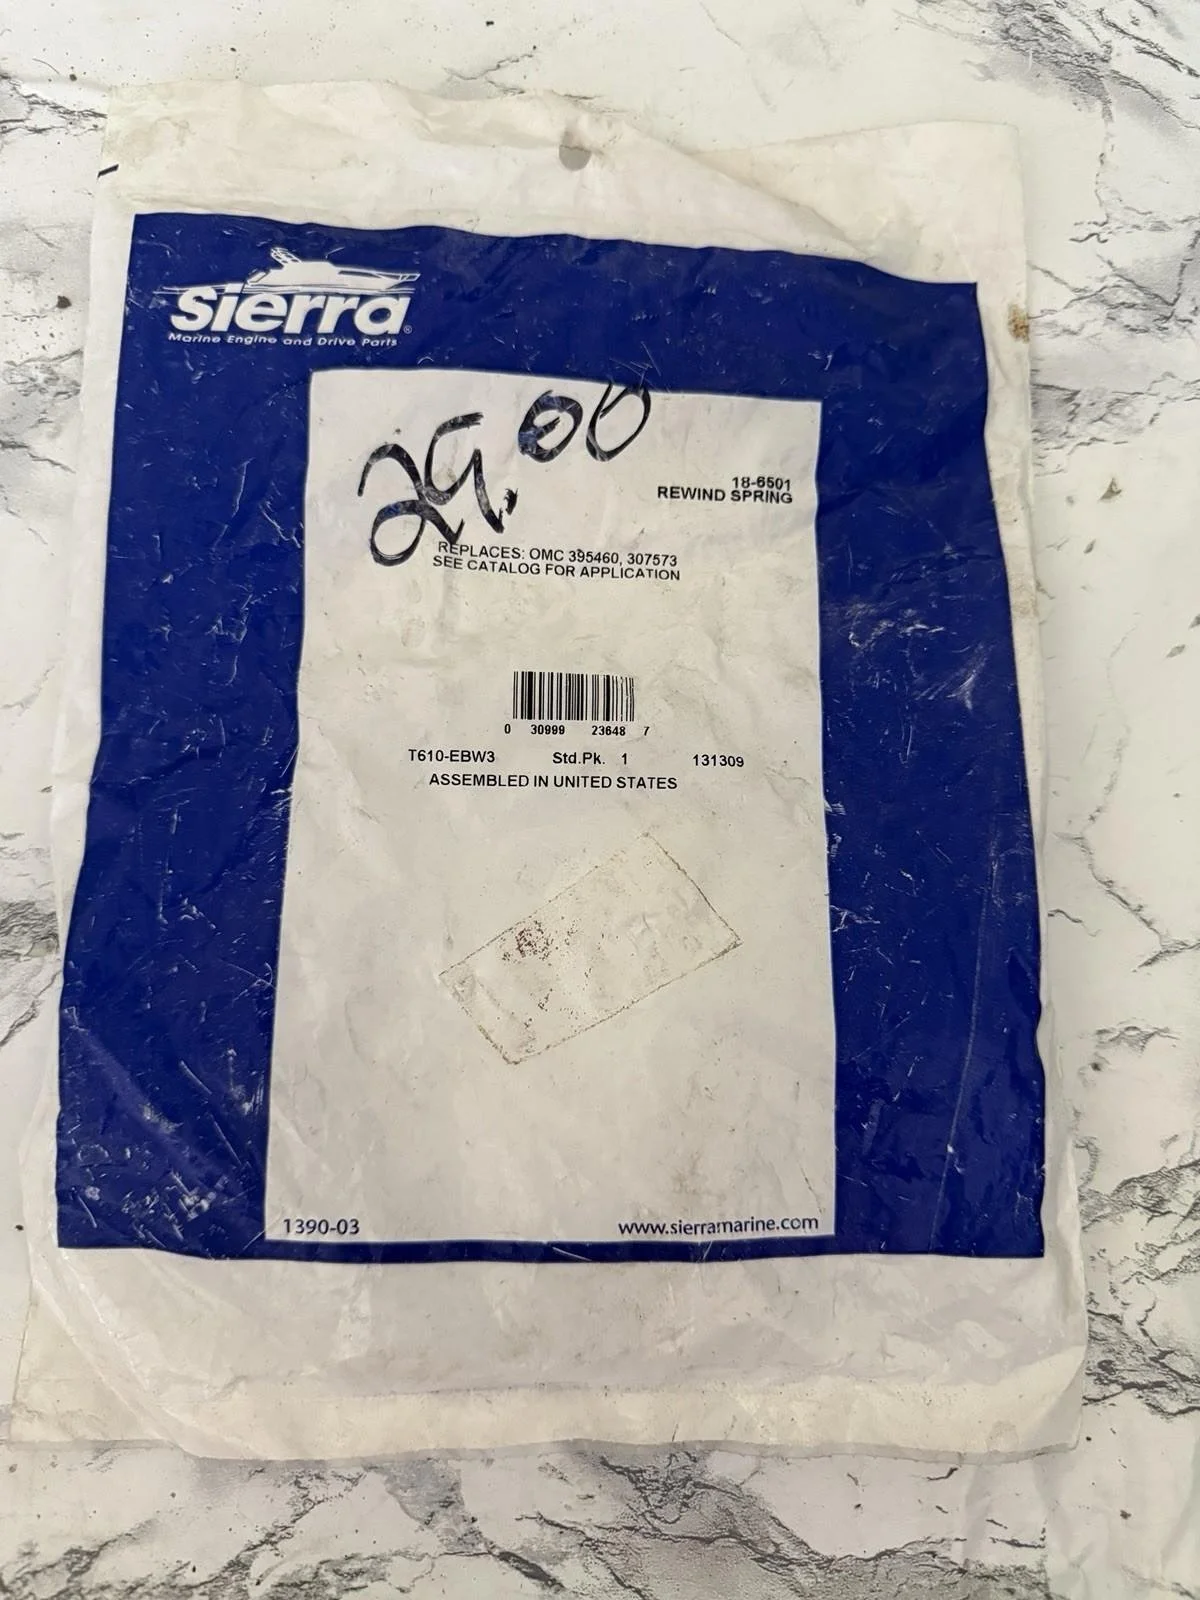 Sierra®
Marine Engine and Drive Parts
29.00
18-6501
REWIND SPRING
REPLACES: OMC 395460, 307573
SEE CATALOG FOR APPLICATION
0 30999 23648 7
T610-EBW3 Std.Pk. 1 131309
ASSEMBLED IN UNITED STATES
1390-03 www.sierramarine.com